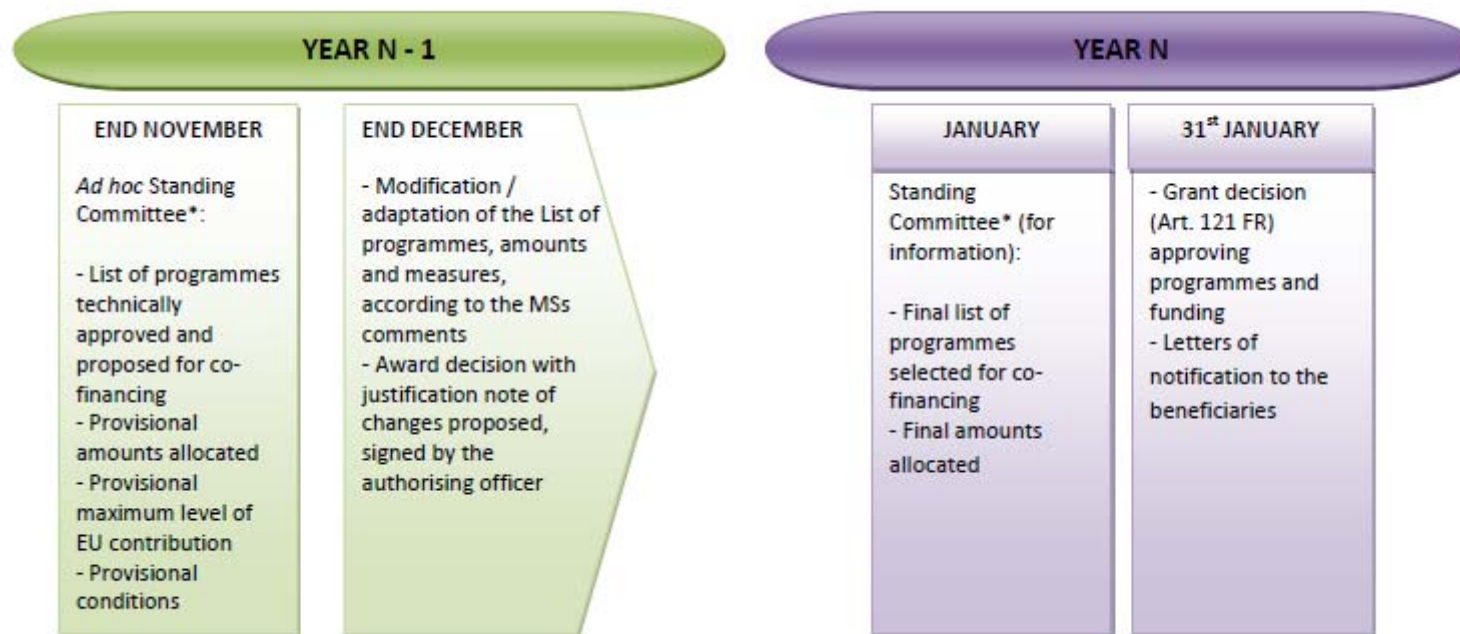 YEAR N - 1
END NOVEMBER
Ad hoc Standing
Committee*:
- List of programmes
technically
approved and
proposed for co-
financing
- Provisional
amounts allocated
- Provisional
maximum level of
EU contribution
- Provisional
conditions
END DECEMBER
- Modification /
adaptation of the List of
programmes, amounts
and measures,
according to the MSs
comments
- Award decision with
justification note of
changes proposed,
signed by the
authorising officer
YEAR N
JANUARY
Standing
Committee* (for
information):
- Final list of
programmes
selected for co-
financing
- Final amounts
allocated
31st JANUARY
- Grant decision
(Art. 121 FR)
approving
programmes and
funding
- Letters of
notification to the
beneficiaries